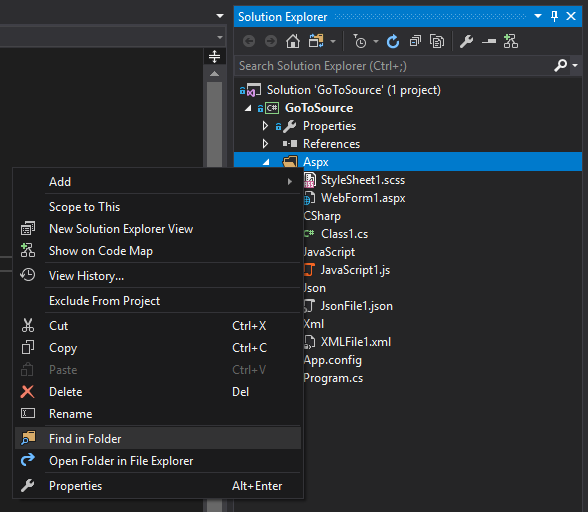 Solution Explorer
Search Solution Explorer (Ctrl+;)
Solution 'GoToSource' (1 project)
C# GoToSource
Properties
References
Aspx
StyleSheet1.scss
WebForm1.aspx
CSharp
C# Class1.cs
JavaScript
JavaScript1.js
Json
JsonFile1.json
Xml
XMLFile1.xml
App.config
Program.cs
Add
Scope to This
New Solution Explorer View
Show on Code Map
View History...
Exclude From Project
Cut Ctrl+X
Copy Ctrl+C
Paste Ctrl+V
Delete Del
Rename
Find in Folder
Open Folder in File Explorer
Properties Alt+Enter